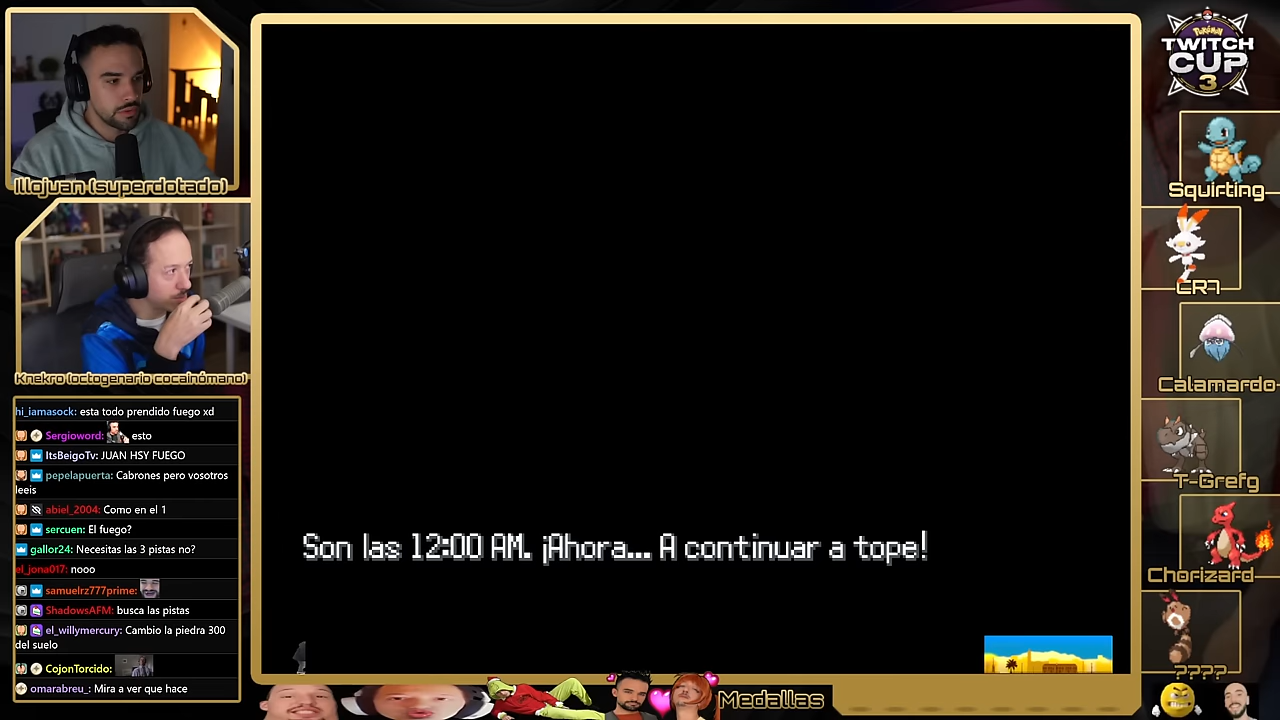 Illojuan (superdotado)
Knekro (octogenario cocainómano)
hi_iamasock: esta todo prendido fuego xd
Sergioword: esto
ItsBeigoTv: JUAN HSY FUEGO
pepelapuerta: Cabrones pero vosotros
leeis
abiel_2004: Como en el 1
sercuen: El fuego?
gallor24: Necesitas las 3 pistas no?
el_jona017: nooo
samuelrz777prime:
ShadowsAFM: busca las pistas
el_willymercury: Cambio la piedra 300
del suelo
CojonTorcido:
omarabreu_: Mira a ver que hace
Son las 12:00 AM. ¡Ahora... A continuar a tope!
Medallas
Pokémon
TWITCH
CUP
3
Squirting
CR7
Calamardo
T-Grefg
Chorizard
????